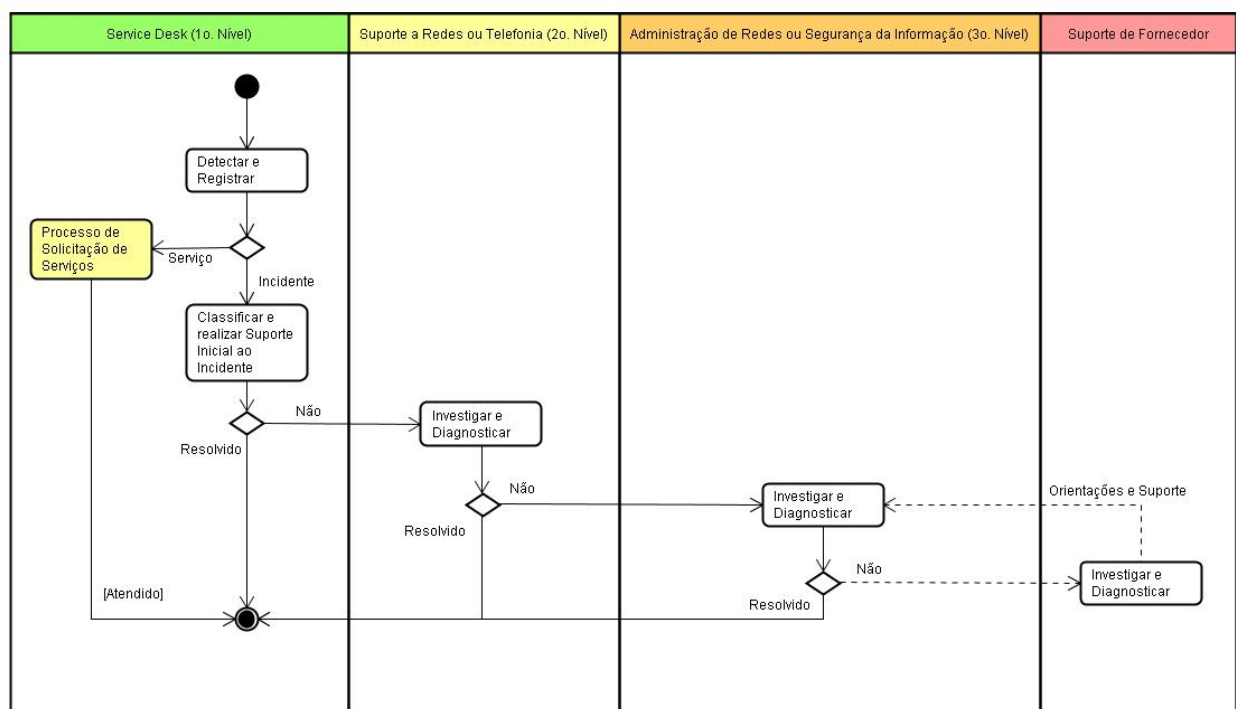 Service Desk (1o. Nível)
Suporte a Redes ou Telefonia (2o. Nível)
Administração de Redes ou Segurança da Informação (3o. Nível)
Suporte de Fornecedor
Detectar e
Registrar
Processo de
Solicitação de
Serviços
Serviço
Incidente
Classificar e
realizar Suporte
Inicial ao
Incidente
Não
Resolvido
Investigar e
Diagnosticar
Não
Resolvido
Investigar e
Diagnosticar
Orientações e Suporte
Não
Resolvido
Investigar e
Diagnosticar
[Atendido]